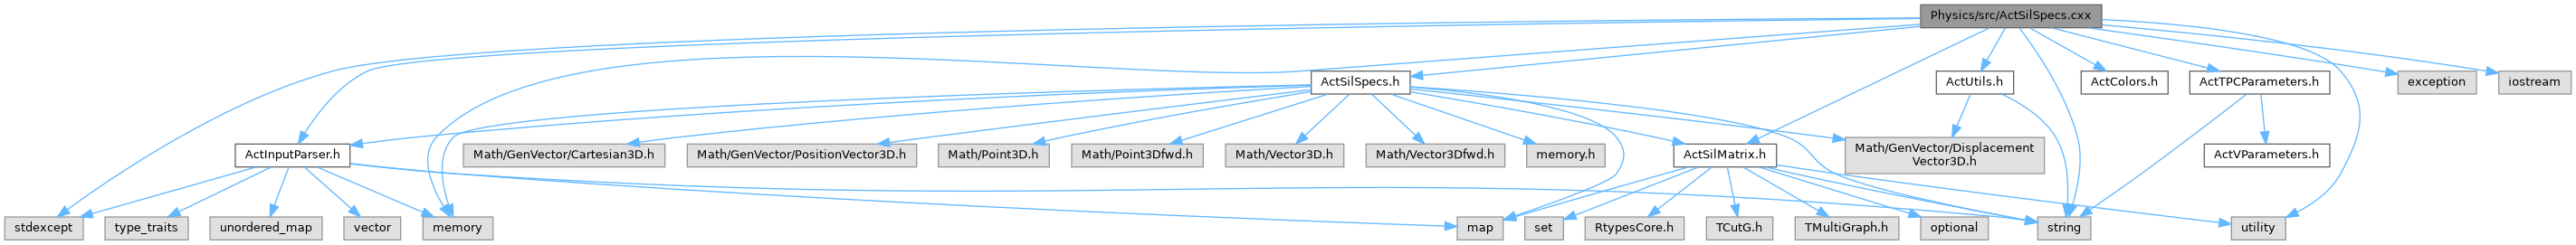 Physics/src/ActSilSpecs.cxx
ActSilSpecs.h
ActUtils.h
ActColors.h
ActTPCParameters.h
exception
iostream
ActInputParser.h
Math/GenVector/Cartesian3D.h
Math/GenVector/PositionVector3D.h
Math/Point3D.h
Math/Point3Dfwd.h
Math/Vector3D.h
Math/Vector3Dfwd.h
memory.h
ActSilMatrix.h
Math/GenVector/Displacement
Vector3D.h
ActVParameters.h
stdexcept
type_traits
unordered_map
vector
memory
map
set
RtypesCore.h
TCutG.h
TMultiGraph.h
optional
string
utility